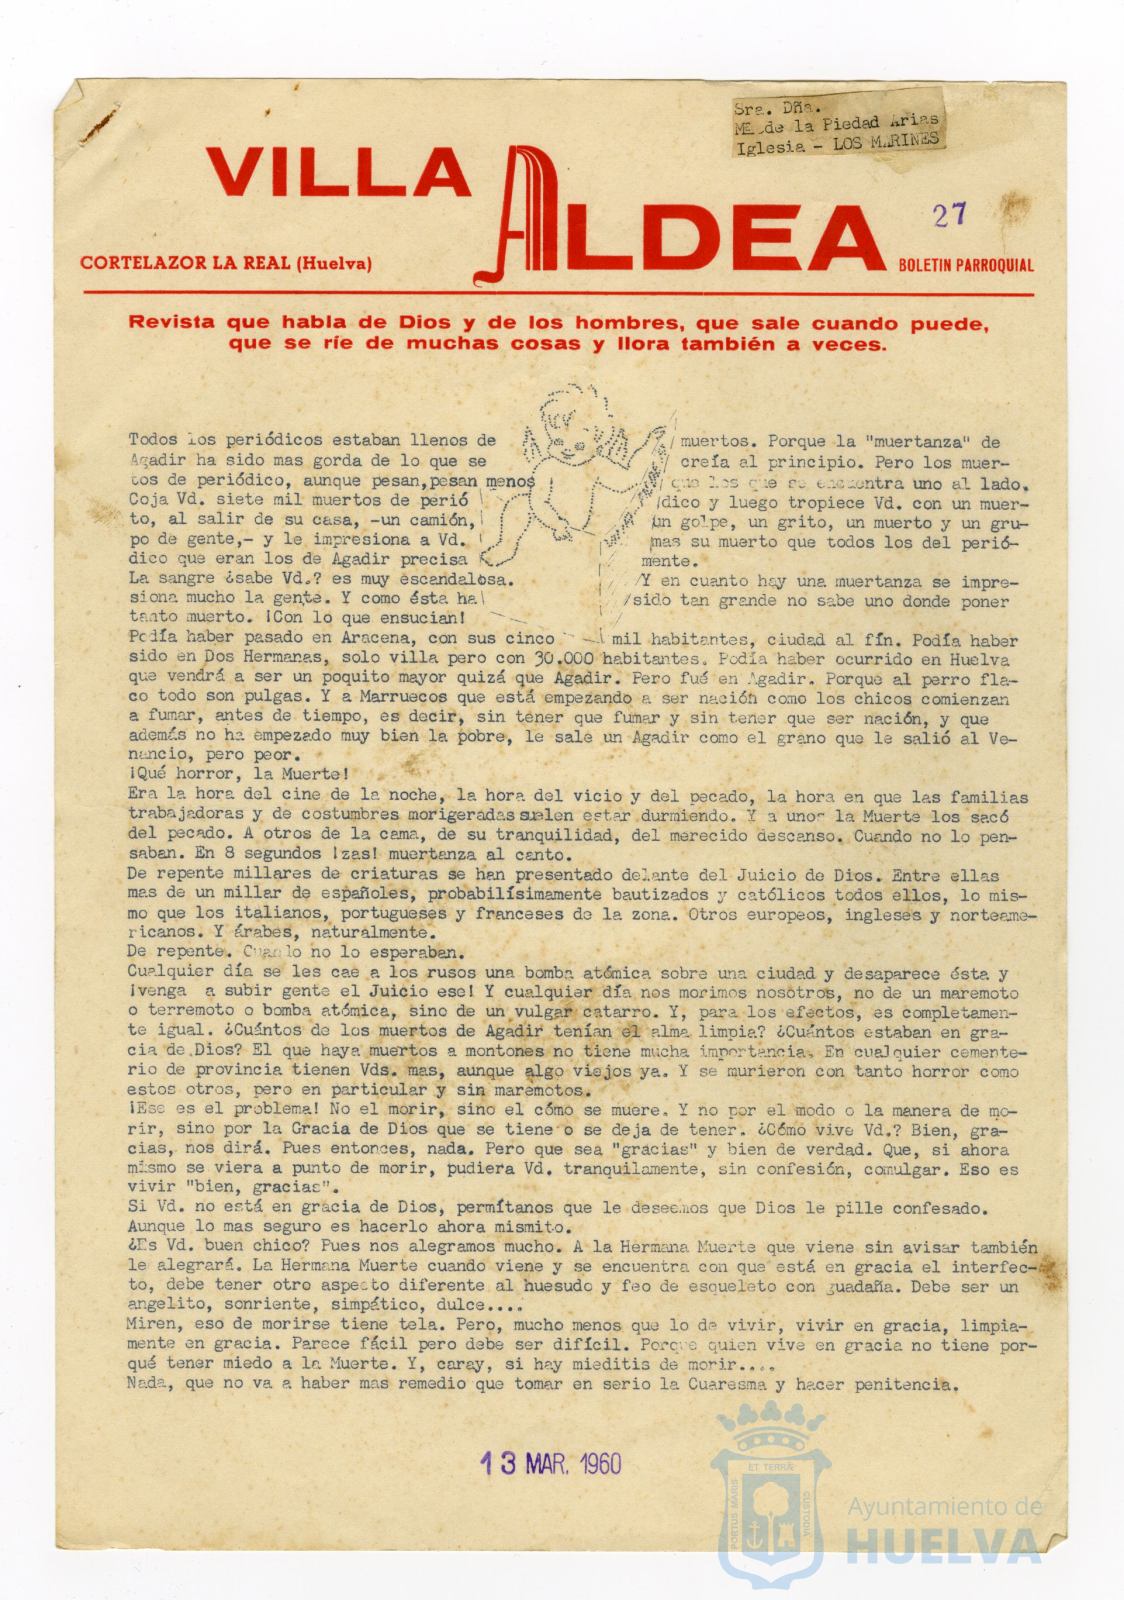 Sra. Dña.
Mª de la Piedad Arias
Iglesia - LOS MARINES
VILLA
ALDEA
27
CORTELAZOR LA REAL (Huelva)
BOLETIN PARROQUIAL
Revista que habla de Dios y de los hombres, que sale cuando puede,
que se ríe de muchas cosas y llora también a veces.
Todos los periódicos estaban llenos de muertos. Porque la "muertanza" de
Agadir ha sido mas gorda de lo que se creía al principio. Pero los muer-
tos de periódico, aunque pesan, pesan menos que los que se encuentra uno al lado.
Coja Vd. siete mil muertos de perió dico y luego tropiece Vd. con un muer-
to, al salir de su casa, -un camión, un golpe, un grito, un muerto y un gru-
po de gente,- y le impresiona a Vd. mas su muerto que todos los del perió-
dico que eran los de Agadir precisa mente.
La sangre ¿sabe Vd.? es muy escandalosa. Y en cuanto hay una muertanza se impre-
siona mucho la gente. Y como ésta ha sido tan grande no sabe uno donde poner
tanto muerto. ¡Con lo que ensucian!
Podía haber pasado en Aracena, con sus cinco mil habitantes, ciudad al fín. Podía haber
sido en Dos Hermanas, solo villa pero con 30.000 habitantes. Podía haber ocurrido en Huelva
que vendrá a ser un poquito mayor quizá que Agadir. Pero fué en Agadir. Porque al perro fla-
co todo son pulgas. Y a Marruecos que está empezando a ser nación como los chicos comienzan
a fumar, antes de tiempo, es decir, sin tener que fumar y sin tener que ser nación, y que
además no ha empezado muy bien la pobre, le sale un Agadir como el grano que le salió al Ve-
nancio, pero peor.
¡Qué horror, la Muerte!
Era la hora del cine de la noche, la hora del vicio y del pecado, la hora en que las familias
trabajadoras y de costumbres morigeradas suelen estar durmiendo. Y a unos la Muerte los sacó
del pecado. A otros de la cama, de su tranquilidad, del merecido descanso. Cuando no lo pen-
saban. En 8 segundos ¡zas! muertanza al canto.
De repente millares de criaturas se han presentado delante del Juicio de Dios. Entre ellas
mas de un millar de españoles, probabilísimamente bautizados y católicos todos ellos, lo mis-
mo que los italianos, portugueses y franceses de la zona. Otros europeos, ingleses y norteame-
ricanos. Y árabes, naturalmente.
De repente. Cuando no lo esperaban.
Cualquier día se les cae a los rusos una bomba atómica sobre una ciudad y desaparece ésta y
¡venga a subir gente el Juicio ese! Y cualquier día nos morimos nosotros, no de un maremoto
o terremoto o bomba atómica, sino de un vulgar catarro. Y, para los efectos, es completamen-
te igual. ¿Cuántos de los muertos de Agadir tenían el alma limpia? ¿Cuántos estaban en gra-
cia de Dios? El que haya muertos a montones no tiene mucha importancia. En cualquier cemente-
rio de provincia tienen Vds. mas, aunque algo viejos ya. Y se murieron con tanto horror como
estos otros, pero en particular y sin maremotos.
¡Ese es el problema! No el morir, sino el cómo se muere. Y no por el modo o la manera de mo-
rir, sino por la Gracia de Dios que se tiene o se deja de tener. ¿Cómo vive Vd.? Bien, gra-
cias, nos dirá. Pues entonces, nada. Pero que sea "gracias" y bien de verdad. Que, si ahora
mismo se viera a punto de morir, pudiera Vd. tranquilamente, sin confesión, comulgar. Eso es
vivir "bien, gracias".
Si Vd. no está en gracia de Dios, permítanos que le deseemos que Dios le pille confesado.
Aunque lo mas seguro es hacerlo ahora mismito.
¿Es Vd. buen chico? Pues nos alegramos mucho. A la Hermana Muerte que viene sin avisar también
le alegrará. La Hermana Muerte cuando viene y se encuentra con que está en gracia el interfec-
to, debe tener otro aspecto diferente al huesudo y feo de esqueleto con guadaña. Debe ser un
angelito, sonriente, simpático, dulce....
Miren, eso de morirse tiene tela. Pero, mucho menos que lo de vivir, vivir en gracia, limpia-
mente en gracia. Parece fácil pero debe ser difícil. Porque quien vive en gracia no tiene por-
qué tener miedo a la Muerte. Y, caray, si hay mieditis de morir....
Nada, que no va a haber mas remedio que tomar en serio la Cuaresma y hacer penitencia.
13 MAR. 1960
ET TERRÆ
PORTUS MARIS
CUSTODIA
Ayuntamiento de
HUELVA